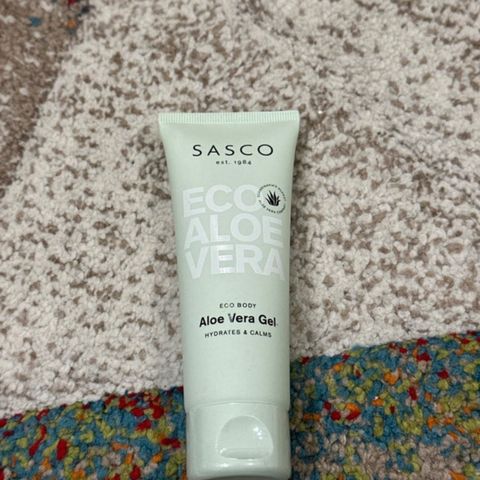 SASCO
est. 1984
ECO
ALOE
VERA
ECO BODY
Aloe Vera Gel
HYDRATES & CALMS